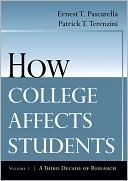 Ernest T. Pascarella
Patrick T. Terenzini
How
COLLEGE
AFFECTS
STUDENTS
VOLUME 2 | A THIRD DECADE OF RESEARCH